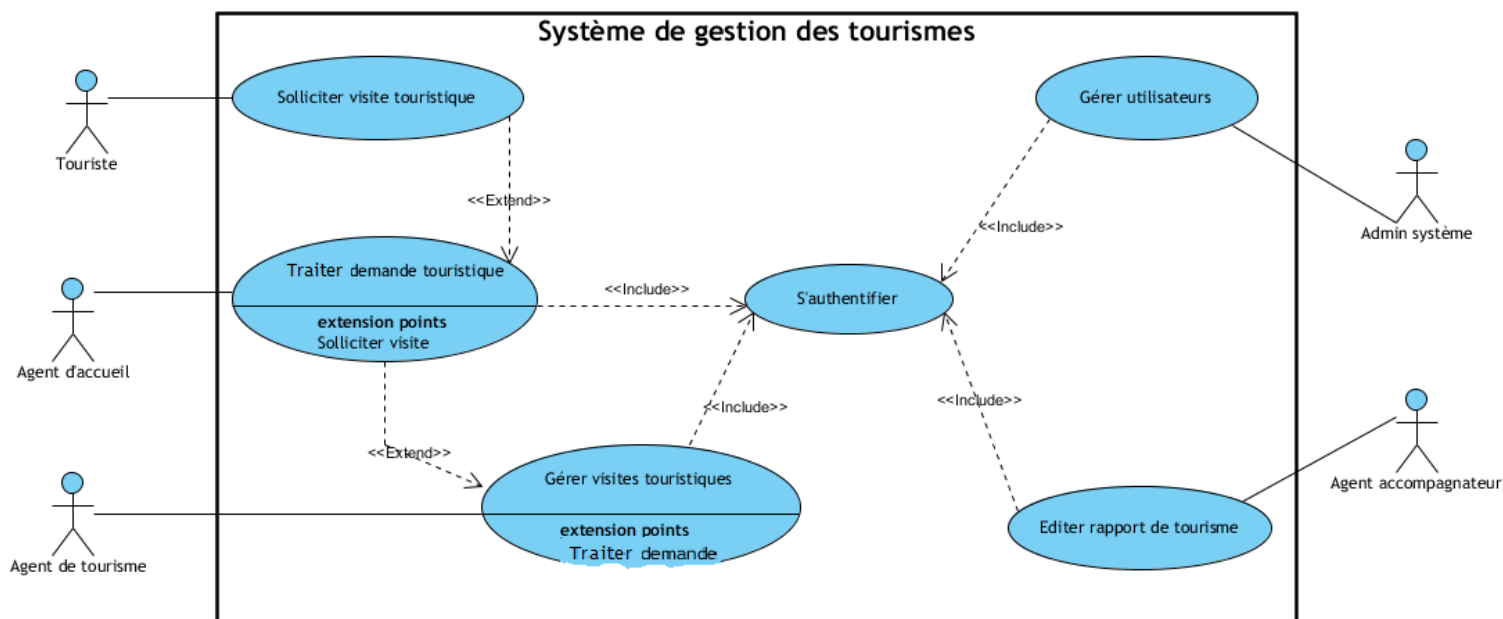 Système de gestion des tourismes
Solliciter visite touristique
Gérer utilisateurs
Touriste
<<Extend>>
Admin système
<<Include>>
Traiter demande touristique
extension points
Solliciter visite
<<Include>>
S'authentifier
Agent d'accueil
<<Include>>
<<Include>>
<<Extend>>
Gérer visites touristiques
extension points
Traiter demande
Agent accompagnateur
Editer rapport de tourisme
Agent de tourisme